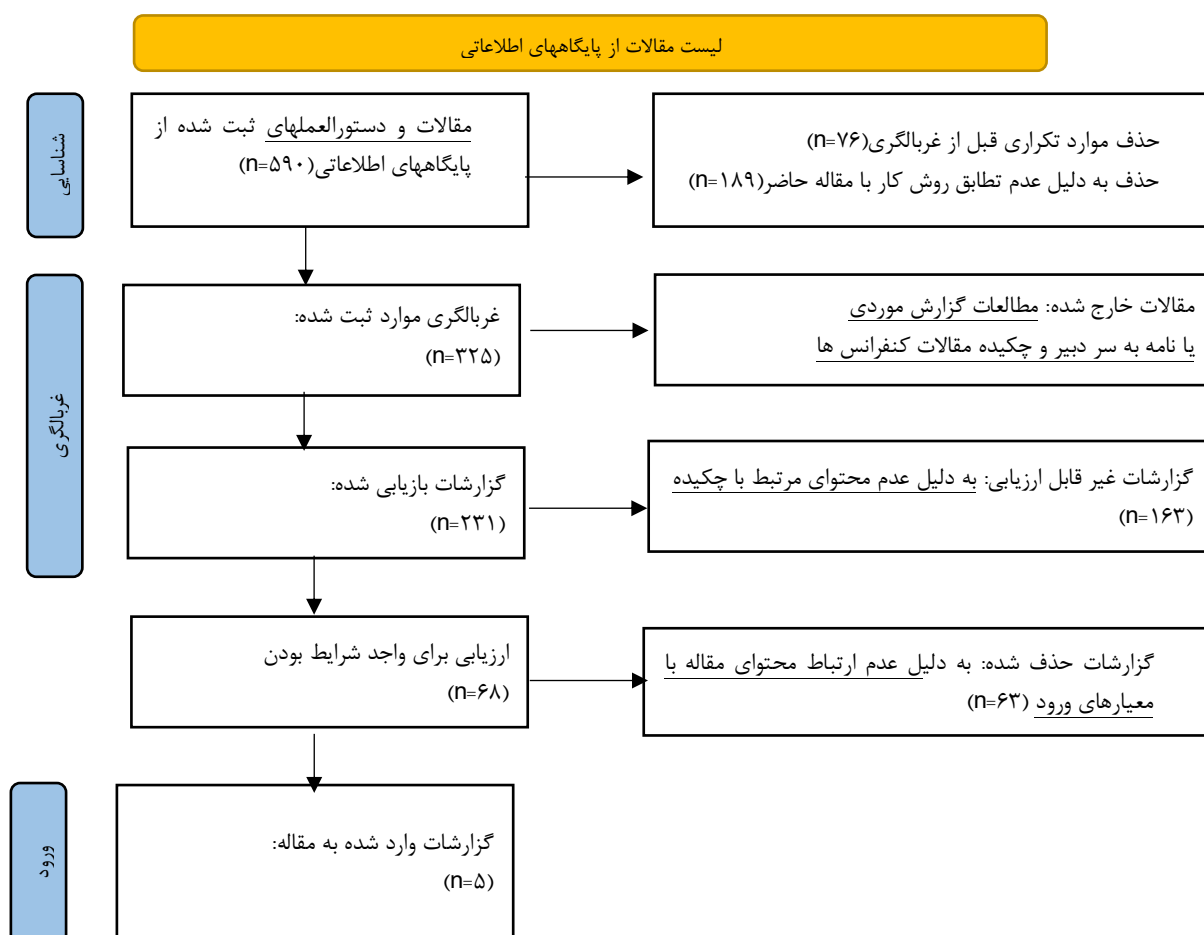 لیست مقالات از پایگاههای اطلاعاتی
شناسایی
مقالات و دستورالعملهای ثبت شده از
پایگاههای اطلاعاتی(n=۵۹۰)
حذف موارد تکراری قبل از غربالگری(n=۷۶)
حذف به دلیل عدم تطابق روش کار با مقاله حاضر(n=۱۸۹)
غربالگری
غربالگری موارد ثبت شده:
(n=۳۲۵)
مقالات خارج شده: مطالعات گزارش موردی
یا نامه به سر دبیر و چکیده مقالات کنفرانس ها
گزارشات بازیابی شده:
(n=۲۳۱)
گزارشات غیر قابل ارزیابی: به دلیل عدم محتوای مرتبط با چکیده
(n=۱۶۳)
ارزیابی برای واجد شرایط بودن
(n=۶۸)
گزارشات حذف شده: به دلیل عدم ارتباط محتوای مقاله با
معیارهای ورود (n=۶۳)
ورود
گزارشات وارد شده به مقاله:
(n=۵)